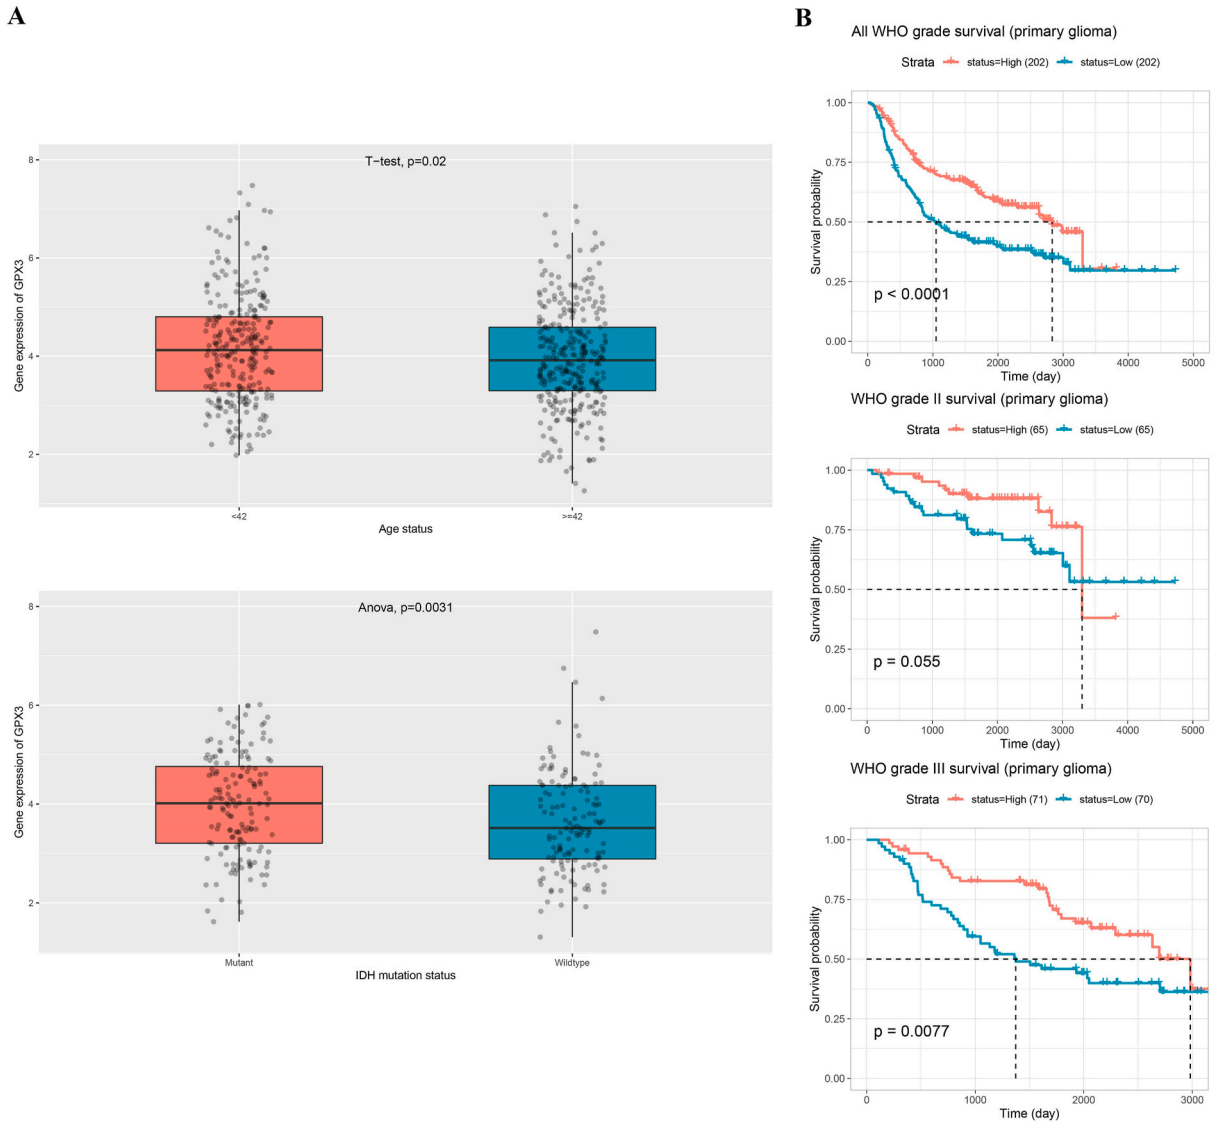 A
T-test, p=0.02
Gene expression of GPX3
8
6
4
2
<42
>=42
Age status
Anova, p=0.0031
Gene expression of GPX3
8
6
4
2
Mutant
Wildtype
IDH mutation status
B
All WHO grade survival (primary glioma)
Strata status=High (202) status=Low (202)
Survival probability
1.00
0.75
0.50
0.25
0.00
p < 0.0001
0 1000 2000 3000 4000 5000
Time (day)
WHO grade II survival (primary glioma)
Strata status=High (65) status=Low (65)
Survival probability
1.00
0.75
0.50
0.25
0.00
p = 0.055
0 1000 2000 3000 4000 5000
Time (day)
WHO grade III survival (primary glioma)
Strata status=High (71) status=Low (70)
Survival probability
1.00
0.75
0.50
0.25
0.00
p = 0.0077
0 1000 2000 3000
Time (day)